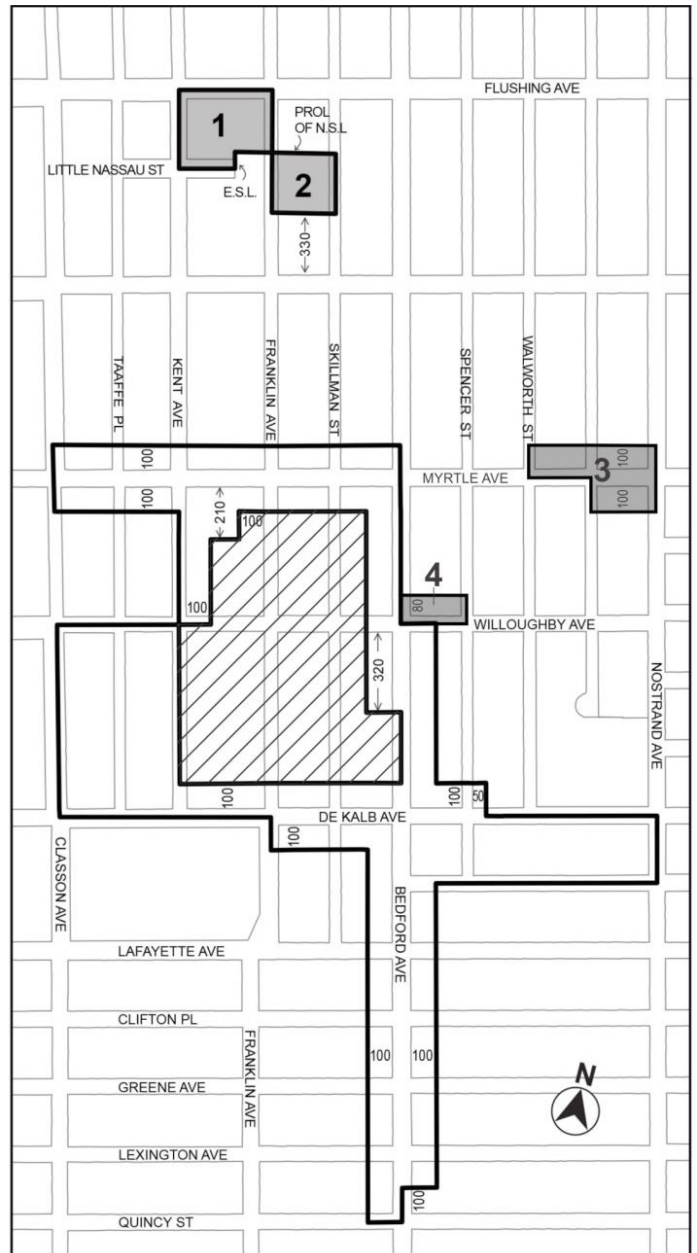 FLUSHING AVE
1
PROL
OF N.S.L
LITTLE NASSAU ST
E.S.L.
2
330
TAAFFE PL
KENT AVE
FRANKLIN AVE
SKILLMAN ST
SPENCER ST
WALWORTH ST
100
100
3
MYRTLE AVE
100
100
210
100
4
80
100
WILLOUGHBY AVE
320
NOSTRAND AVE
100
100
50
DE KALB AVE
100
CLASSON AVE
BEDFORD AVE
LAFAYETTE AVE
CLIFTON PL
FRANKLIN AVE
100
100
GREENE AVE
N
LEXINGTON AVE
100
QUINCY ST